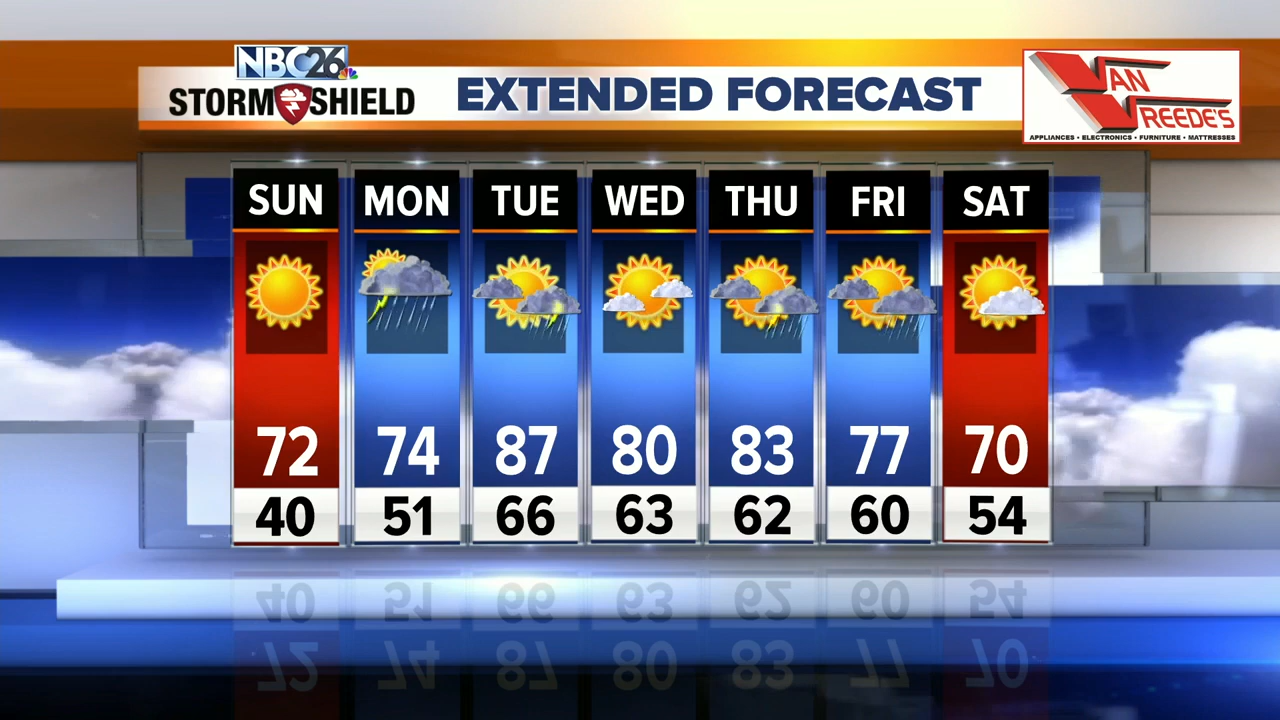 NBC26
STORM SHIELD
EXTENDED FORECAST
VAN
VREEDE'S
APPLIANCES • ELECTRONICS • FURNITURE • MATTRESSES
SUN MON TUE WED THU FRI SAT
72 74 87 80 83 77 70
40 51 66 63 62 60 54